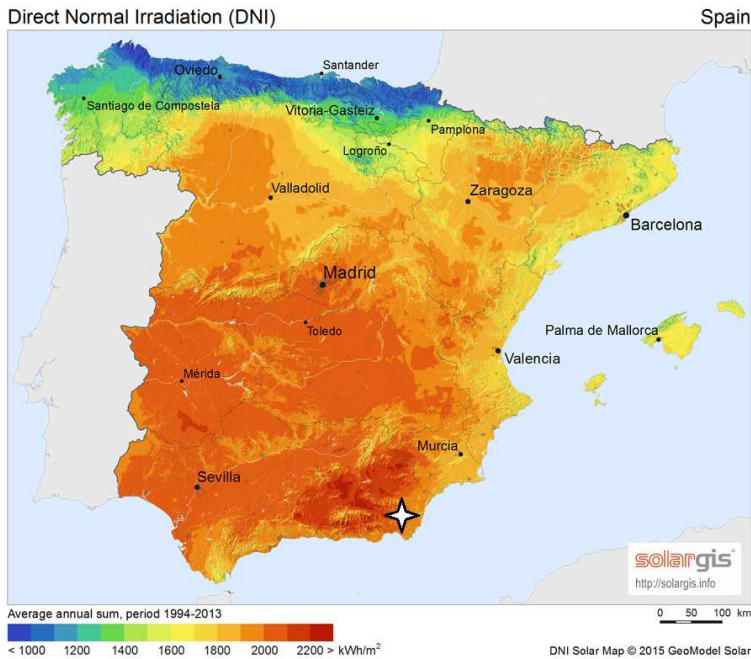 Direct Normal Irradiation (DNI)
Spain
Oviedo
Santander
Santiago de Compostela
Vitoria-Gasteiz
Pamplona
Logroño
Valladolid
Zaragoza
Barcelona
Madrid
Toledo
Palma de Mallorca
Valencia
Mérida
Murcia
Sevilla
solargis
http://solargis.info
Average annual sum, period 1994-2013
0 50 100 km
< 1000 1200 1400 1600 1800 2000 2200 > kWh/m²
DNI Solar Map © 2015 GeoModel Solar